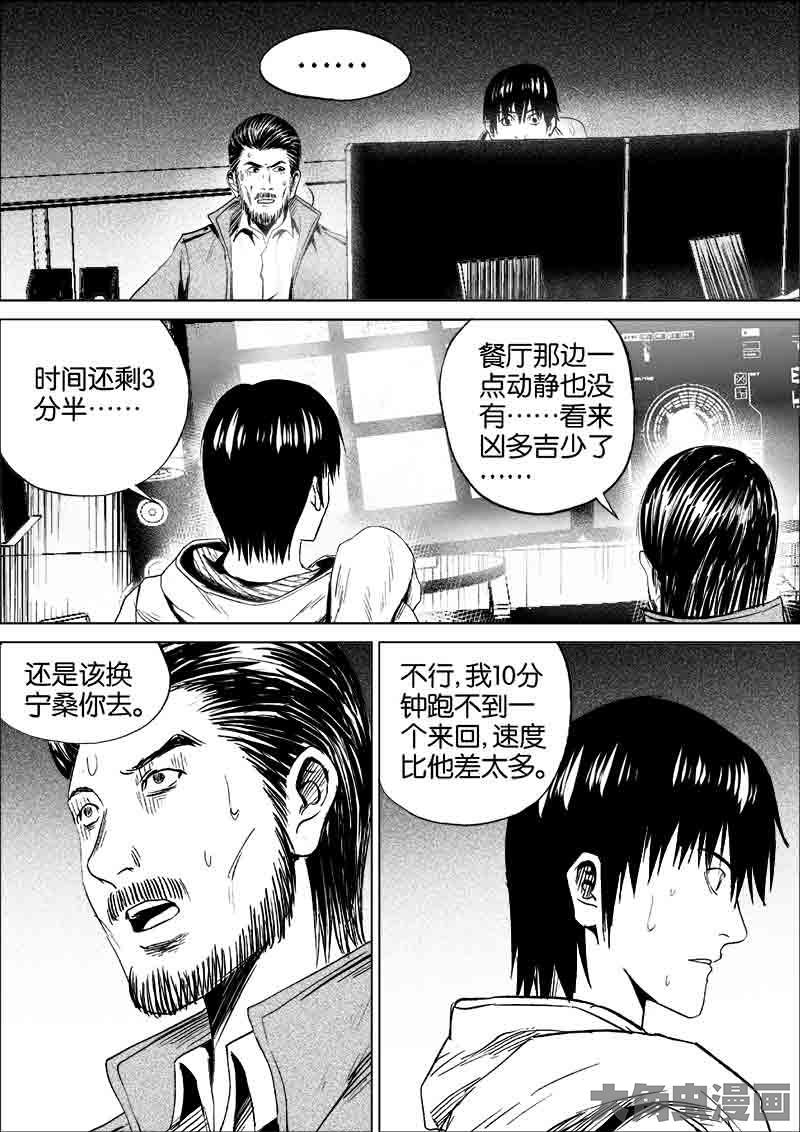 ……
时间还剩3
分半……
餐厅那边一
点动静也没
有……看来
凶多吉少了
……
还是该换
宁桑你去。
不行,我10分
钟跑不到一
个来回,速度
比他差太多。
大角虫漫画